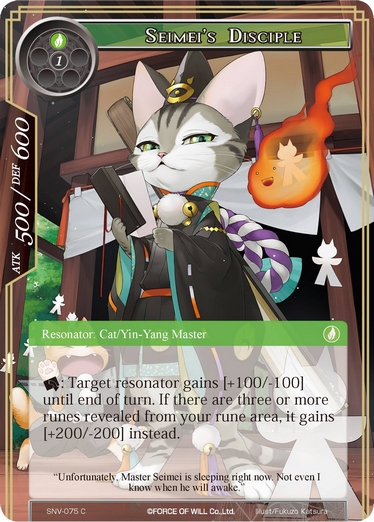 Seimei's Disciple
1
ATK 500 / DEF 600
Resonator: Cat/Yin-Yang Master
: Target resonator gains [+100/-100]
until end of turn. If there are three or more
runes revealed from your rune area, it gains
[+200/-200] instead.
"Unfortunately, Master Seimei is sleeping right now. Not even I
know when he will awake."
SNV-075 C ©FORCE OF WILL Co.,Ltd. Illust/Fukuzo Katsura